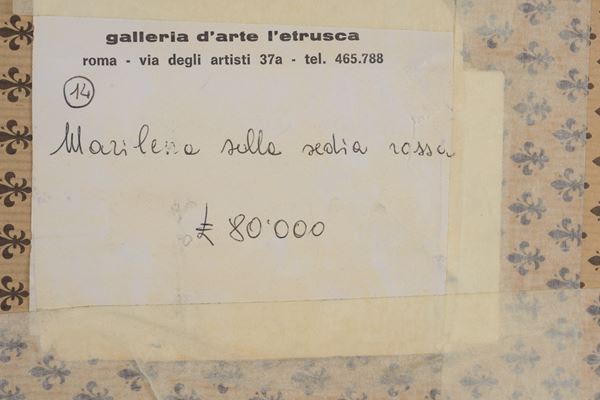 galleria d'arte l'etrusca
roma - via degli artisti 37a - tel. 465.788
14
Marilena sulla sedia rossa
£ 80'000